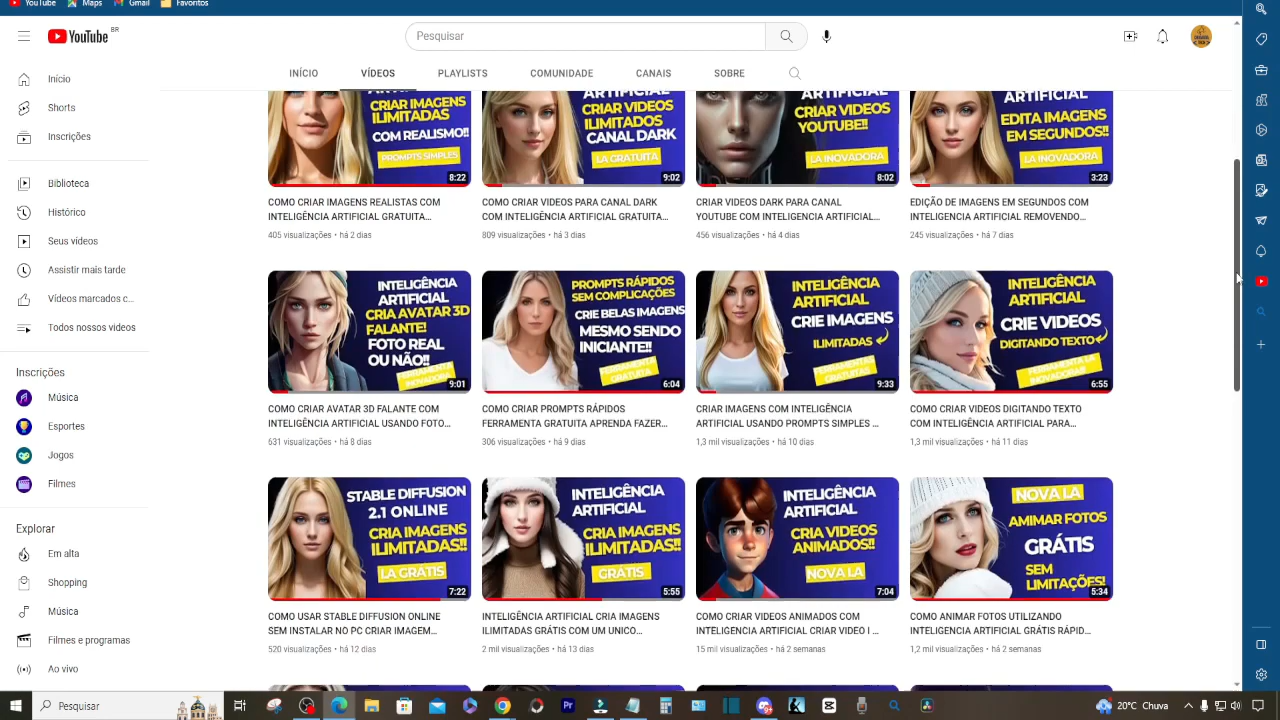 YouTube
Maps
Gmail
Favoritos
YouTube BR
Pesquisar
INÍCIO
VÍDEOS
PLAYLISTS
COMUNIDADE
CANAIS
SOBRE
Início
Shorts
Inscrições
Biblioteca
Histórico
Seus vídeos
Assistir mais tarde
Vídeos marcados c...
Todos nossos videos
Inscrições
Música
Esportes
Jogos
Filmes
Explorar
Em alta
Shopping
Música
Filmes e programas
Ao vivo
CRIAR IMAGENS
ILIMITADAS
COM REALISMO!!
PROMPTS SIMPLES
8:22
COMO CRIAR IMAGENS REALISTAS COM
INTELIGÊNCIA ARTIFICIAL GRATUITA...
405 visualizações • há 2 dias
ARTIFICIAL
CRIAR VIDEOS
ILIMITADOS
CANAL DARK
I.A GRATUITA
9:02
COMO CRIAR VIDEOS PARA CANAL DARK
COM INTELIGÊNCIA ARTIFICIAL GRATUITA...
809 visualizações • há 3 dias
ARTIFICIAL
CRIAR VIDEOS
YOUTUBE!!
I.A INOVADORA
8:02
CRIAR VIDEOS DARK PARA CANAL
YOUTUBE COM INTELIGENCIA ARTIFICIAL...
456 visualizações • há 4 dias
ARTIFICIAL
EDITA IMAGENS
EM SEGUNDOS!!
I.A INOVADORA
3:23
EDIÇÃO DE IMAGENS EM SEGUNDOS COM
INTELIGENCIA ARTIFICIAL REMOVENDO...
245 visualizações • há 7 dias
INTELIGÊNCIA
ARTIFICIAL
CRIA AVATAR 3D
FALANTE!
FOTO REAL
OU NÃO!!
FERRAMENTA
INOVADORA!
9:01
COMO CRIAR AVATAR 3D FALANTE COM
INTELIGÊNCIA ARTIFICIAL USANDO FOTO...
631 visualizações • há 8 dias
PROMPTS RÁPIDOS
SEM COMPLICAÇÕES
CRIE BELAS IMAGENS
MESMO SENDO
INICIANTE!!
FERRAMENTA
GRATUITA
6:04
COMO CRIAR PROMPTS RÁPIDOS
FERRAMENTA GRATUITA APRENDA FAZER...
306 visualizações • há 9 dias
INTELIGÊNCIA
ARTIFICIAL
CRIE IMAGENS
ILIMITADAS
FERRAMENTAS
GRATUITAS
9:33
CRIAR IMAGENS COM INTELIGÊNCIA
ARTIFICIAL USANDO PROMPTS SIMPLES ...
1,3 mil visualizações • há 10 dias
INTELIGÊNCIA
ARTIFICIAL
CRIE VIDEOS
DIGITANDO TEXTO
FERRAMENTA I.A
INOVADORA!!
6:55
COMO CRIAR VIDEOS DIGITANDO TEXTO
COM INTELIGÊNCIA ARTIFICIAL PARA...
1,3 mil visualizações • há 11 dias
STABLE DIFFUSION
2.1 ONLINE
CRIA IMAGENS
ILIMITADAS!!
I.A GRÁTIS
7:22
COMO USAR STABLE DIFFUSION ONLINE
SEM INSTALAR NO PC CRIAR IMAGEM...
520 visualizações • há 12 dias
INTELIGÊNCIA
ARTIFICIAL
CRIA IMAGENS
ILIMITADAS!!
GRÁTIS
5:55
INTELIGÊNCIA ARTIFICIAL CRIA IMAGENS
ILIMITADAS GRÁTIS COM UM UNICO...
2 mil visualizações • há 13 dias
INTELIGÊNCIA
ARTIFICIAL
CRIA VIDEOS
ANIMADOS!!
NOVA I.A
7:04
COMO CRIAR VIDEOS ANIMADOS COM
INTELIGENCIA ARTIFICIAL CRIAR VIDEO I ...
15 mil visualizações • há 2 semanas
NOVA I.A
AMIMAR FOTOS
GRÁTIS
SEM
LIMITAÇÕES!
5:34
COMO ANIMAR FOTOS UTILIZANDO
INTELIGENCIA ARTIFICIAL GRÁTIS RÁPID...
1,2 mil visualizações • há 2 semanas
Pesquisar
20°C Chuva